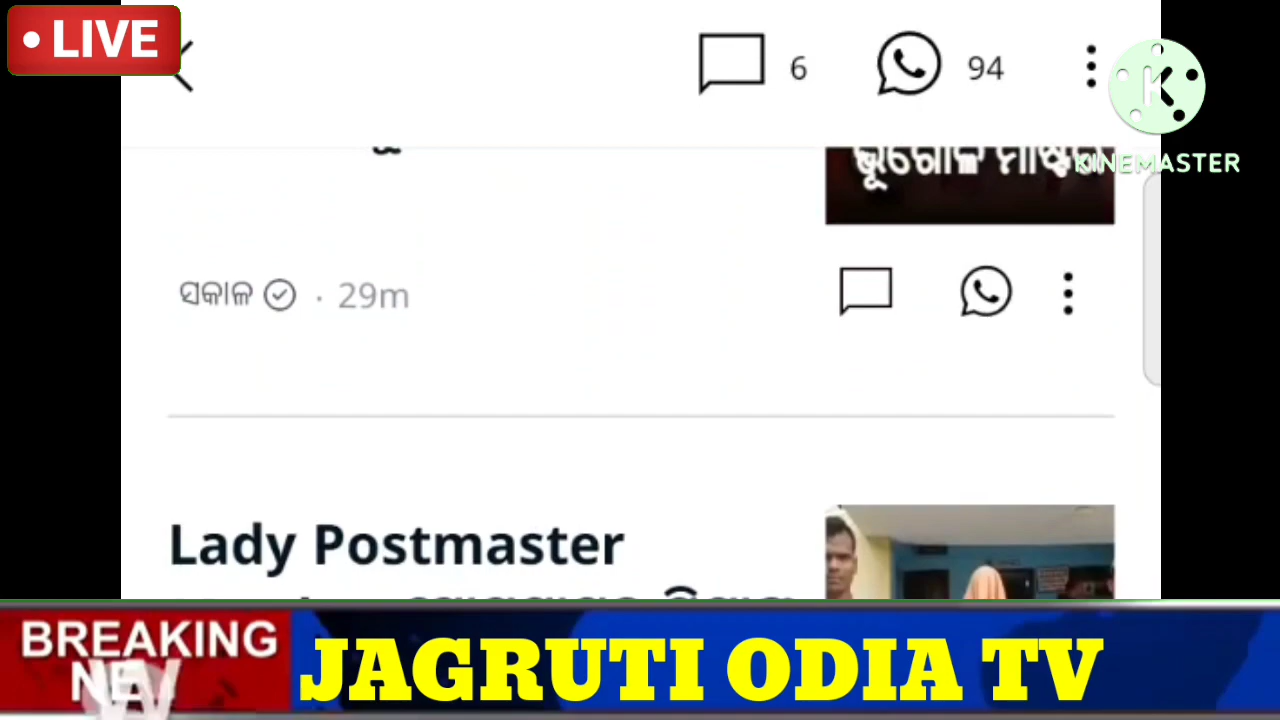 LIVE
6
94
KINEMASTER
ଭୂଗୋଳ
ସକାଳ · 29m
Lady Postmaster
BREAKING
JAGRUTI ODIA TV